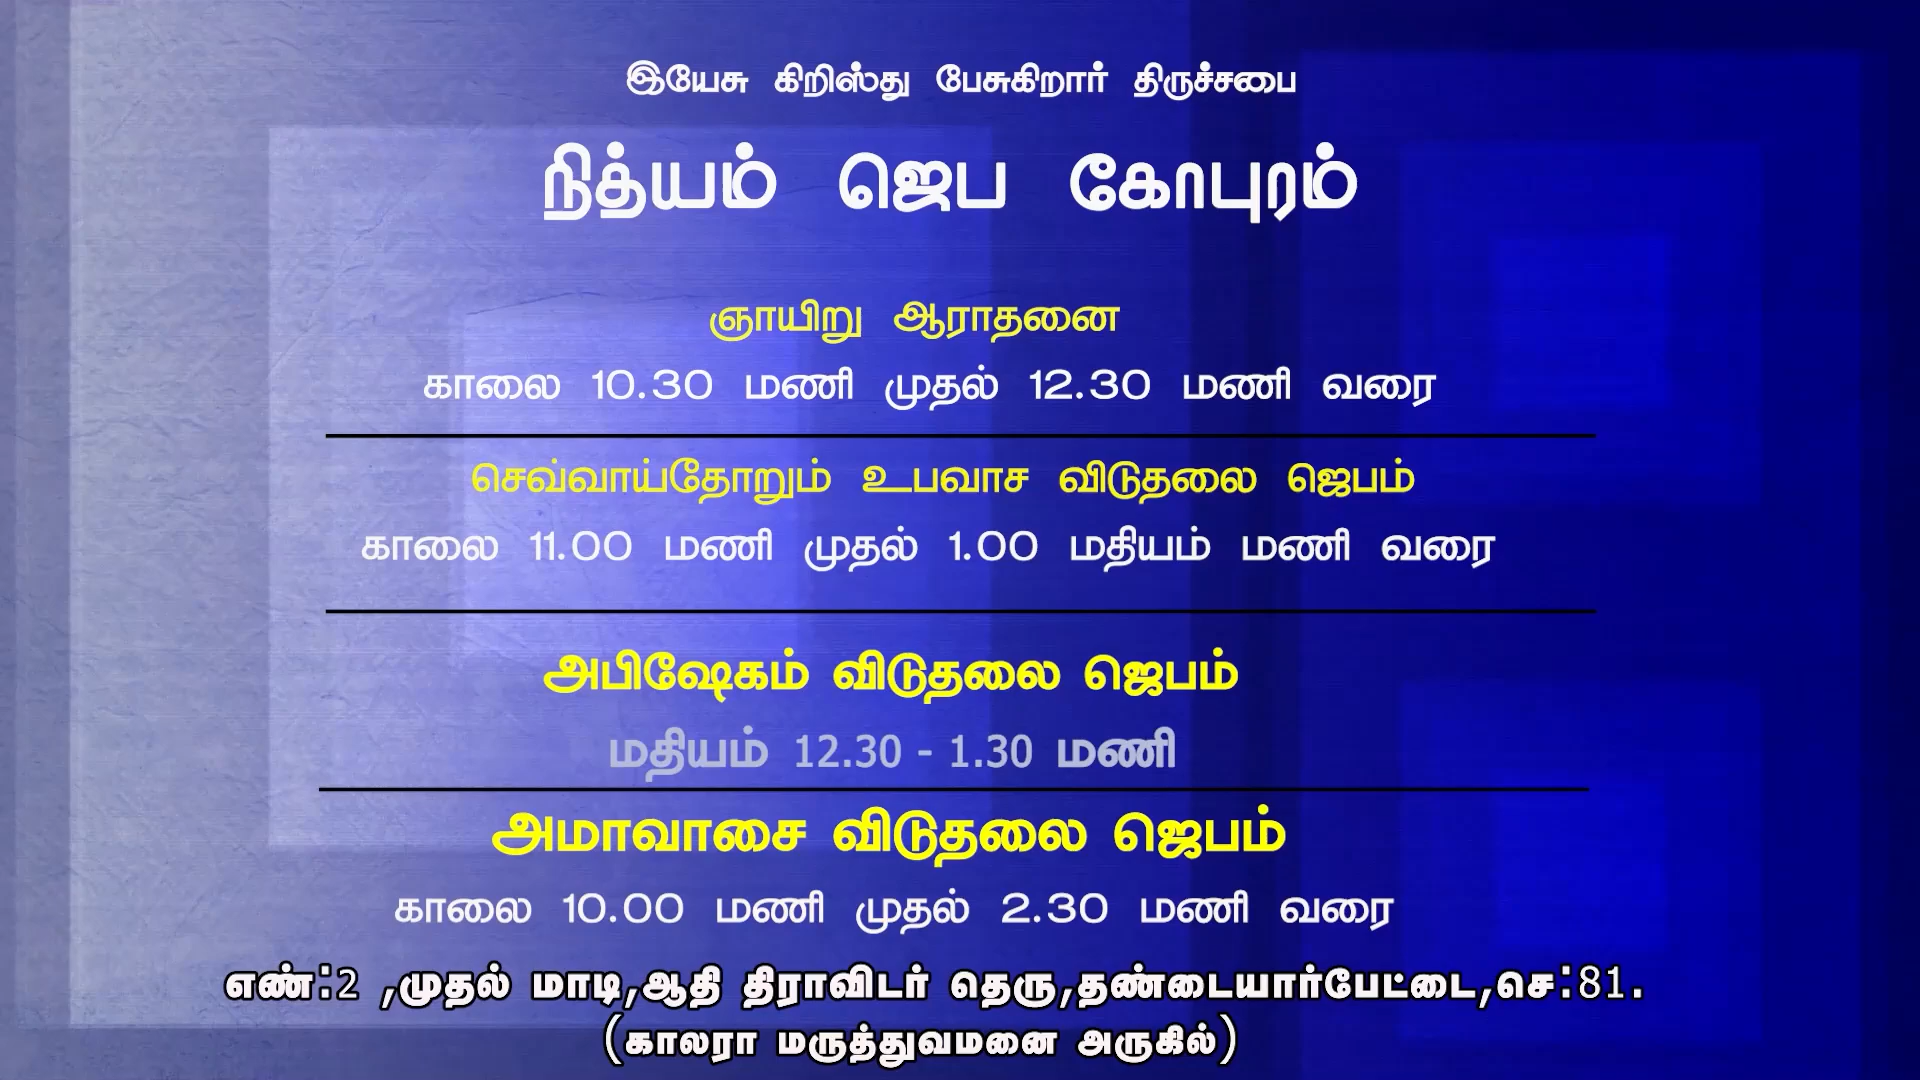 இயேசு கிறிஸ்து பேசுகிறார் திருச்சபை
நித்யம் ஜெப கோபுரம்
ஞாயிறு ஆராதனை
காலை 10.30 மணி முதல் 12.30 மணி வரை
செவ்வாய்தோறும் உபவாச விடுதலை ஜெபம்
காலை 11.00 மணி முதல் 1.00 மதியம் மணி வரை
அபிஷேகம் விடுதலை ஜெபம்
மதியம் 12.30 - 1.30 மணி
அமாவாசை விடுதலை ஜெபம்
காலை 10.00 மணி முதல் 2.30 மணி வரை
எண்:2 ,முதல் மாடி,ஆதி திராவிடர் தெரு,தண்டையார்பேட்டை,செ:81.
(காலரா மருத்துவமனை அருகில்)